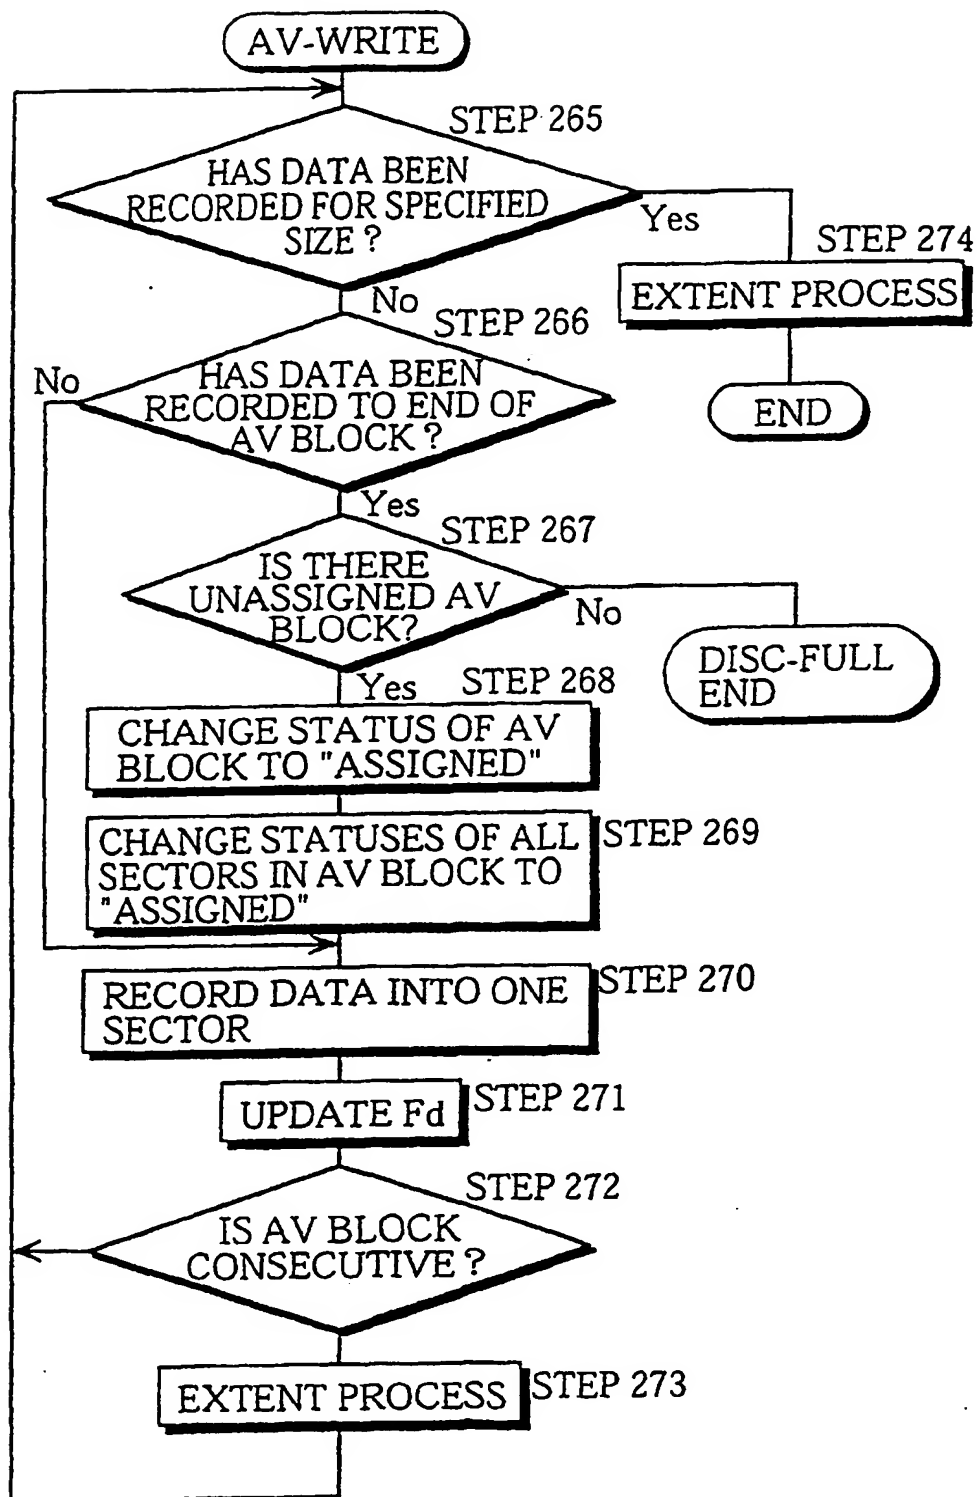 AV-WRITE
STEP 265
HAS DATA BEEN
RECORDED FOR SPECIFIED
SIZE ?
Yes
STEP 274
EXTENT PROCESS
No
END
STEP 266
No
HAS DATA BEEN
RECORDED TO END OF
AV BLOCK ?
Yes
STEP 267
IS THERE
UNASSIGNED AV
BLOCK?
No
DISC-FULL
END
Yes
STEP 268
CHANGE STATUS OF AV
BLOCK TO "ASSIGNED"
STEP 269
CHANGE STATUSES OF ALL
SECTORS IN AV BLOCK TO
"ASSIGNED"
STEP 270
RECORD DATA INTO ONE
SECTOR
STEP 271
UPDATE Fd
STEP 272
IS AV BLOCK
CONSECUTIVE ?
EXTENT PROCESS
STEP 273